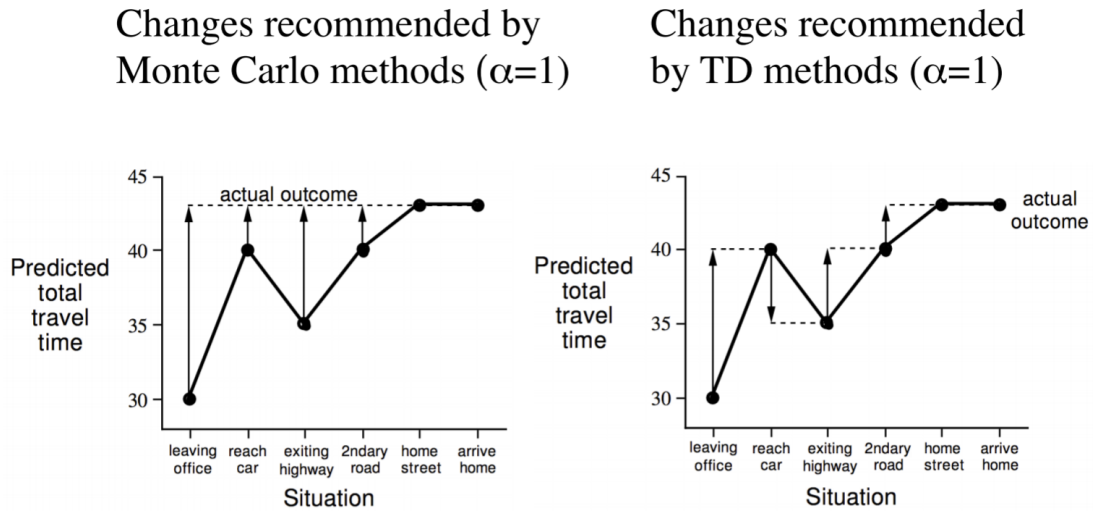 Changes recommended by
Monte Carlo methods (α=1)
Changes recommended
by TD methods (α=1)
45
40
35
30
actual outcome
Predicted
total
travel
time
leaving
office
reach
car
exiting
highway
2ndary
road
home
street
arrive
home
Situation
45
40
35
30
actual
outcome
Predicted
total
travel
time
leaving
office
reach
car
exiting
highway
2ndary
road
home
street
arrive
home
Situation